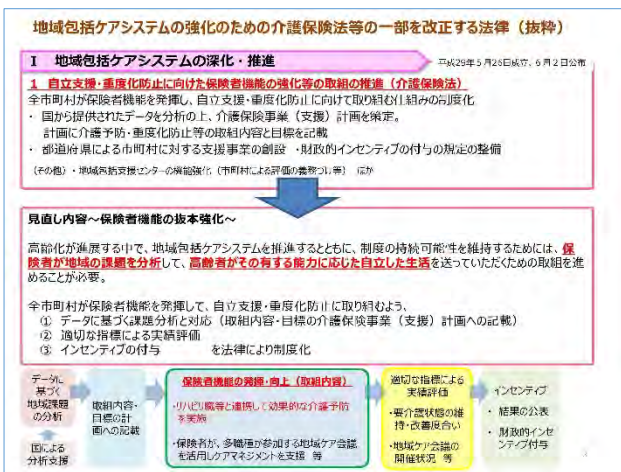 地域包括ケアシステムの強化のための介護保険法等の一部を改正する法律（抜粋）
Ⅰ 地域包括ケアシステムの深化・推進
平成29年５月26日成立、６月２日公布
１ 自立支援・重度化防止に向けた保険者機能の強化等の取組の推進（介護保険法）
全市町村が保険者機能を発揮し、自立支援・重度化防止に向けて取り組む仕組みの制度化
・ 国から提供されたデータを分析の上、介護保険事業（支援）計画を策定。
計画に介護予防・重度化防止等の取組内容と目標を記載
・ 都道府県による市町村に対する支援事業の創設 ・財政的インセンティブの付与の規定の整備
（その他）・地域包括支援センターの機能強化（市町村による評価の義務づけ等） ほか
見直し内容～保険者機能の抜本強化～
高齢化が進展する中で、地域包括ケアシステムを推進するとともに、制度の持続可能性を維持するためには、保
険者が地域の課題を分析して、高齢者がその有する能力に応じた自立した生活を送っていただくための取組を進
めることが必要。
全市町村が保険者機能を発揮して、自立支援・重度化防止に取り組むよう、
① データに基づく課題分析と対応（取組内容・目標の介護保険事業（支援）計画への記載）
② 適切な指標による実績評価
③ インセンティブの付与 を法律により制度化
データに
基づく
地域課題
の分析
国による
分析支援
取組内容・
目標の計
画への記載
保険者機能の発揮・向上（取組内容）
・リハビリ職等と連携して効果的な介護予防
を実施
・保険者が、多職種が参加する地域ケア会議
を活用しケアマネジメントを支援 等
適切な指標による
実績評価
・要介護状態の維
持・改善度合い
・地域ケア会議の
開催状況 等
インセンティブ
・ 結果の公表
・ 財政的インセ
ンティブ付与